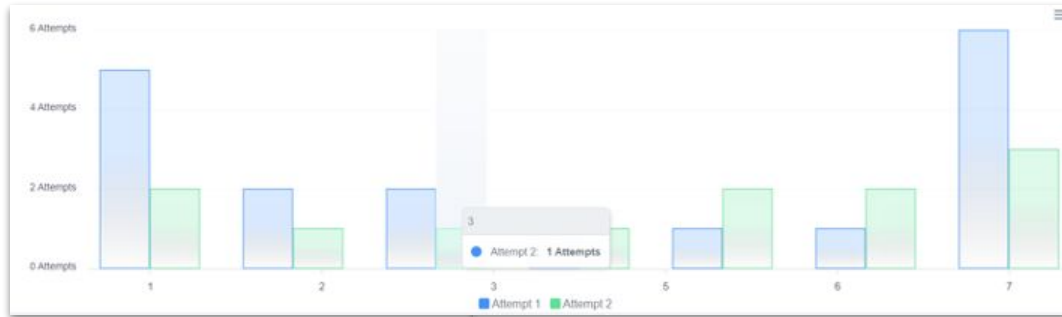 6 Attempts
4 Attempts
2 Attempts
0 Attempts
3
Attempt 2: 1 Attempts
1 2 3 5 6 7
Attempt 1 Attempt 2